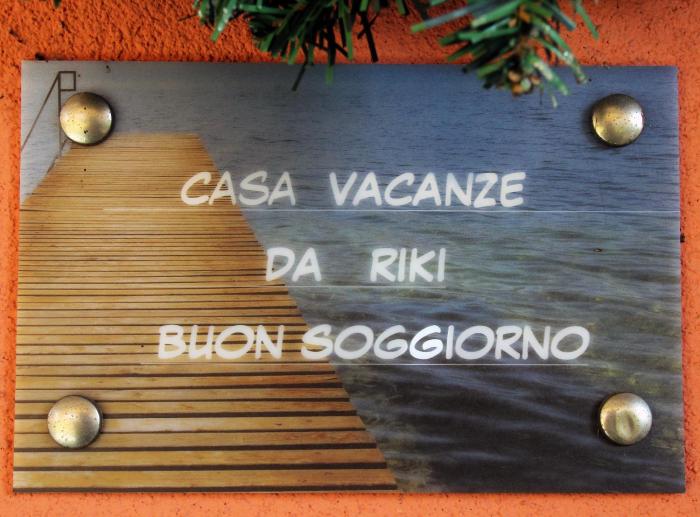 CASA VACANZE
DA RIKI
BUON SOGGIORNO